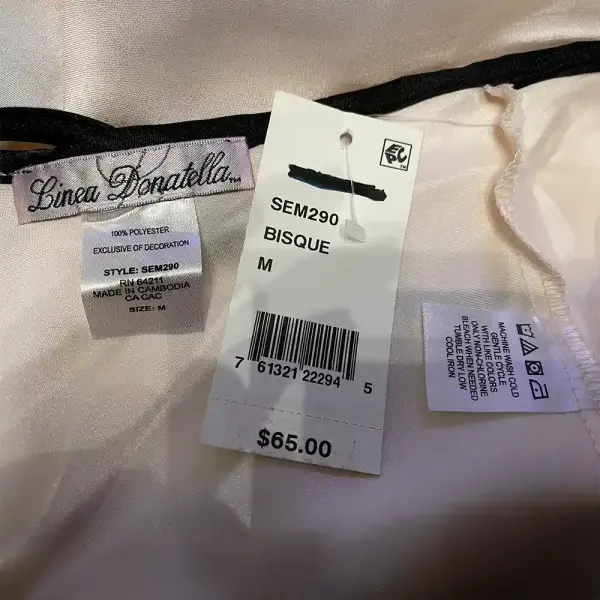 Linea Donatella™
100% POLYESTER
EXCLUSIVE OF DECORATION
STYLE: SEM290
RN 64211
MADE IN CAMBODIA
CA GAC
SIZE: M
SEM290
BISQUE
M
7 61321 22294 5
$65.00
MACHINE WASH COLD
GENTLE CYCLE
WITH LIKE COLORS
ONLY NON-CHLORINE
BLEACH WHEN NEEDED
TUMBLE DRY LOW
COOL IRON